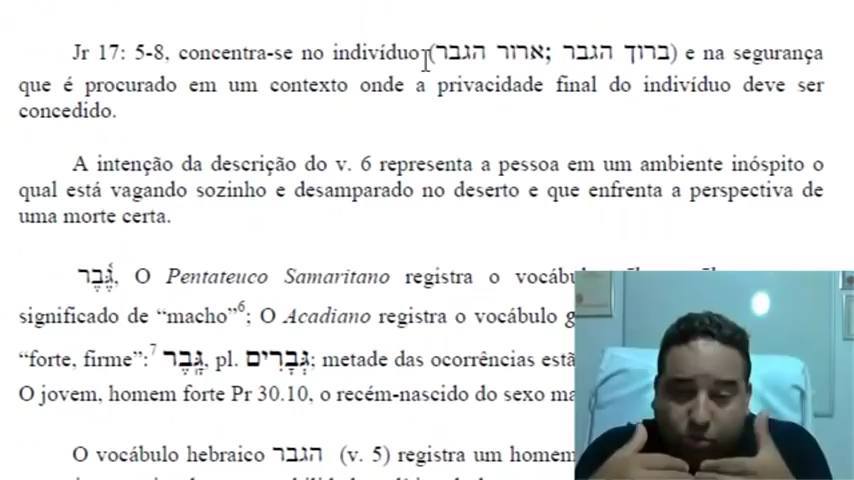 Jr 17: 5-8, concentra-se no indivíduo (ברוך הגבר ;ארור הגבר) e na segurança
que é procurado em um contexto onde a privacidade final do indivíduo deve ser
concedido.
A intenção da descrição do v. 6 representa a pessoa em um ambiente inóspito o
qual está vagando sozinho e desamparado no deserto e que enfrenta a perspectiva de
uma morte certa.
גֶּ֫בֶר, O Pentateuco Samaritano registra o
significado de “macho”6; O Acadiano registra o vocábulo
“forte, firme”:7 גֶּבֶר, pl. גְּבָרִים; metade das ocorrências
O jovem, homem forte Pr 30.10, o recém-nascido do sexo
O vocábulo hebraico הגבר (v. 5) registra um homem